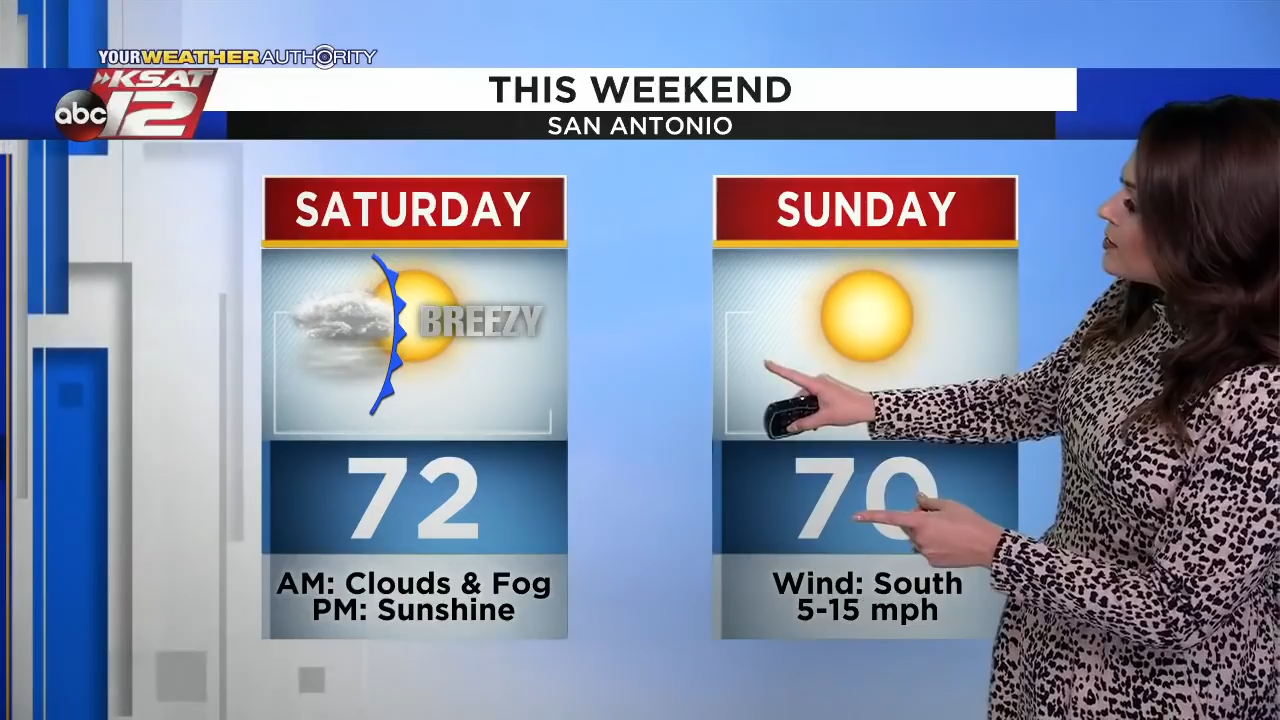 YOUR WEATHER AUTHORITY
KSAT
abc 12
THIS WEEKEND
SAN ANTONIO
SATURDAY
BREEZY
72
AM: Clouds & Fog
PM: Sunshine
SUNDAY
70
Wind: South
5-15 mph